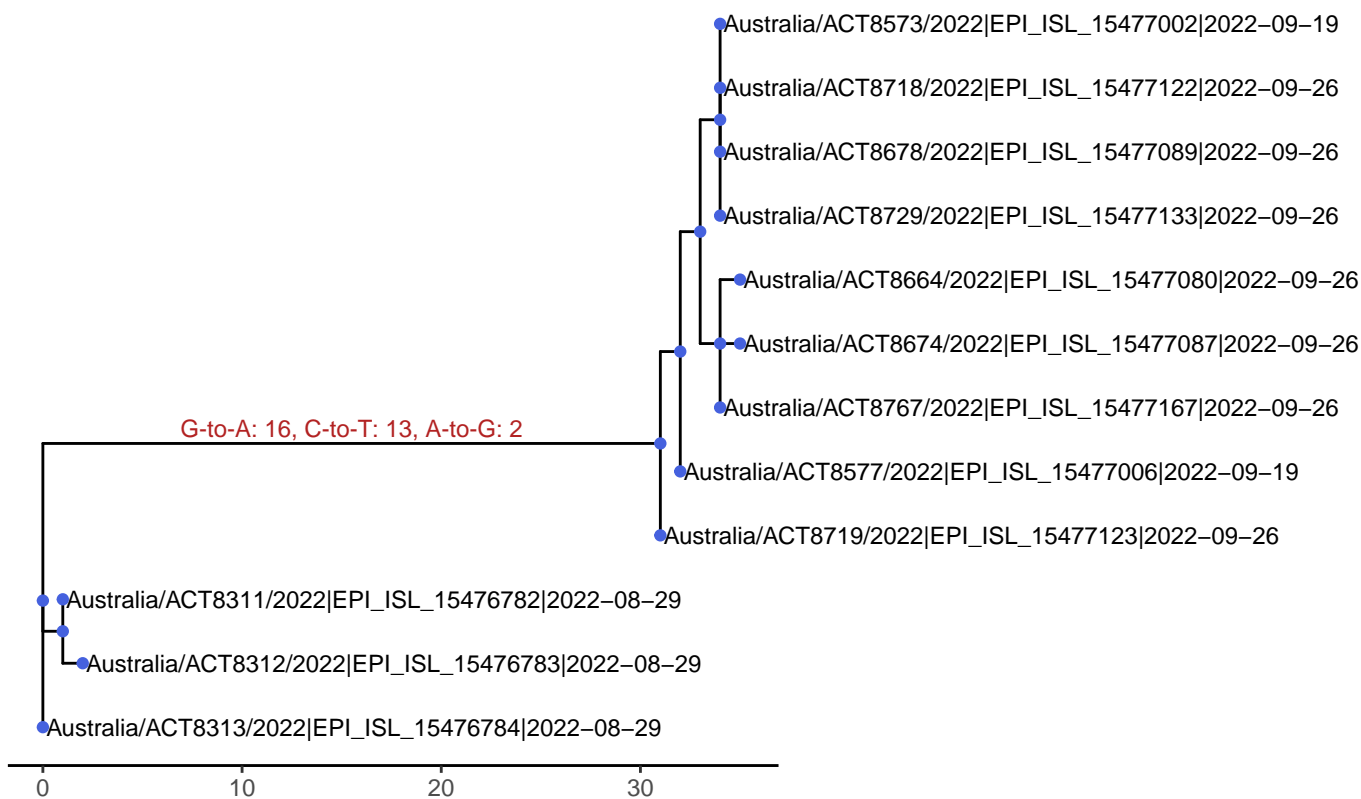 Australia/ACT8573/2022|EPI_ISL_15477002|2022−09−19
Australia/ACT8718/2022|EPI_ISL_15477122|2022−09−26
Australia/ACT8678/2022|EPI_ISL_15477089|2022−09−26
Australia/ACT8729/2022|EPI_ISL_15477133|2022−09−26
Australia/ACT8664/2022|EPI_ISL_15477080|2022−09−26
Australia/ACT8674/2022|EPI_ISL_15477087|2022−09−26
Australia/ACT8767/2022|EPI_ISL_15477167|2022−09−26
G-to-A: 16, C-to-T: 13, A-to-G: 2
Australia/ACT8577/2022|EPI_ISL_15477006|2022−09−19
Australia/ACT8719/2022|EPI_ISL_15477123|2022−09−26
Australia/ACT8311/2022|EPI_ISL_15476782|2022−08−29
Australia/ACT8312/2022|EPI_ISL_15476783|2022−08−29
Australia/ACT8313/2022|EPI_ISL_15476784|2022−08−29
0 10 20 30